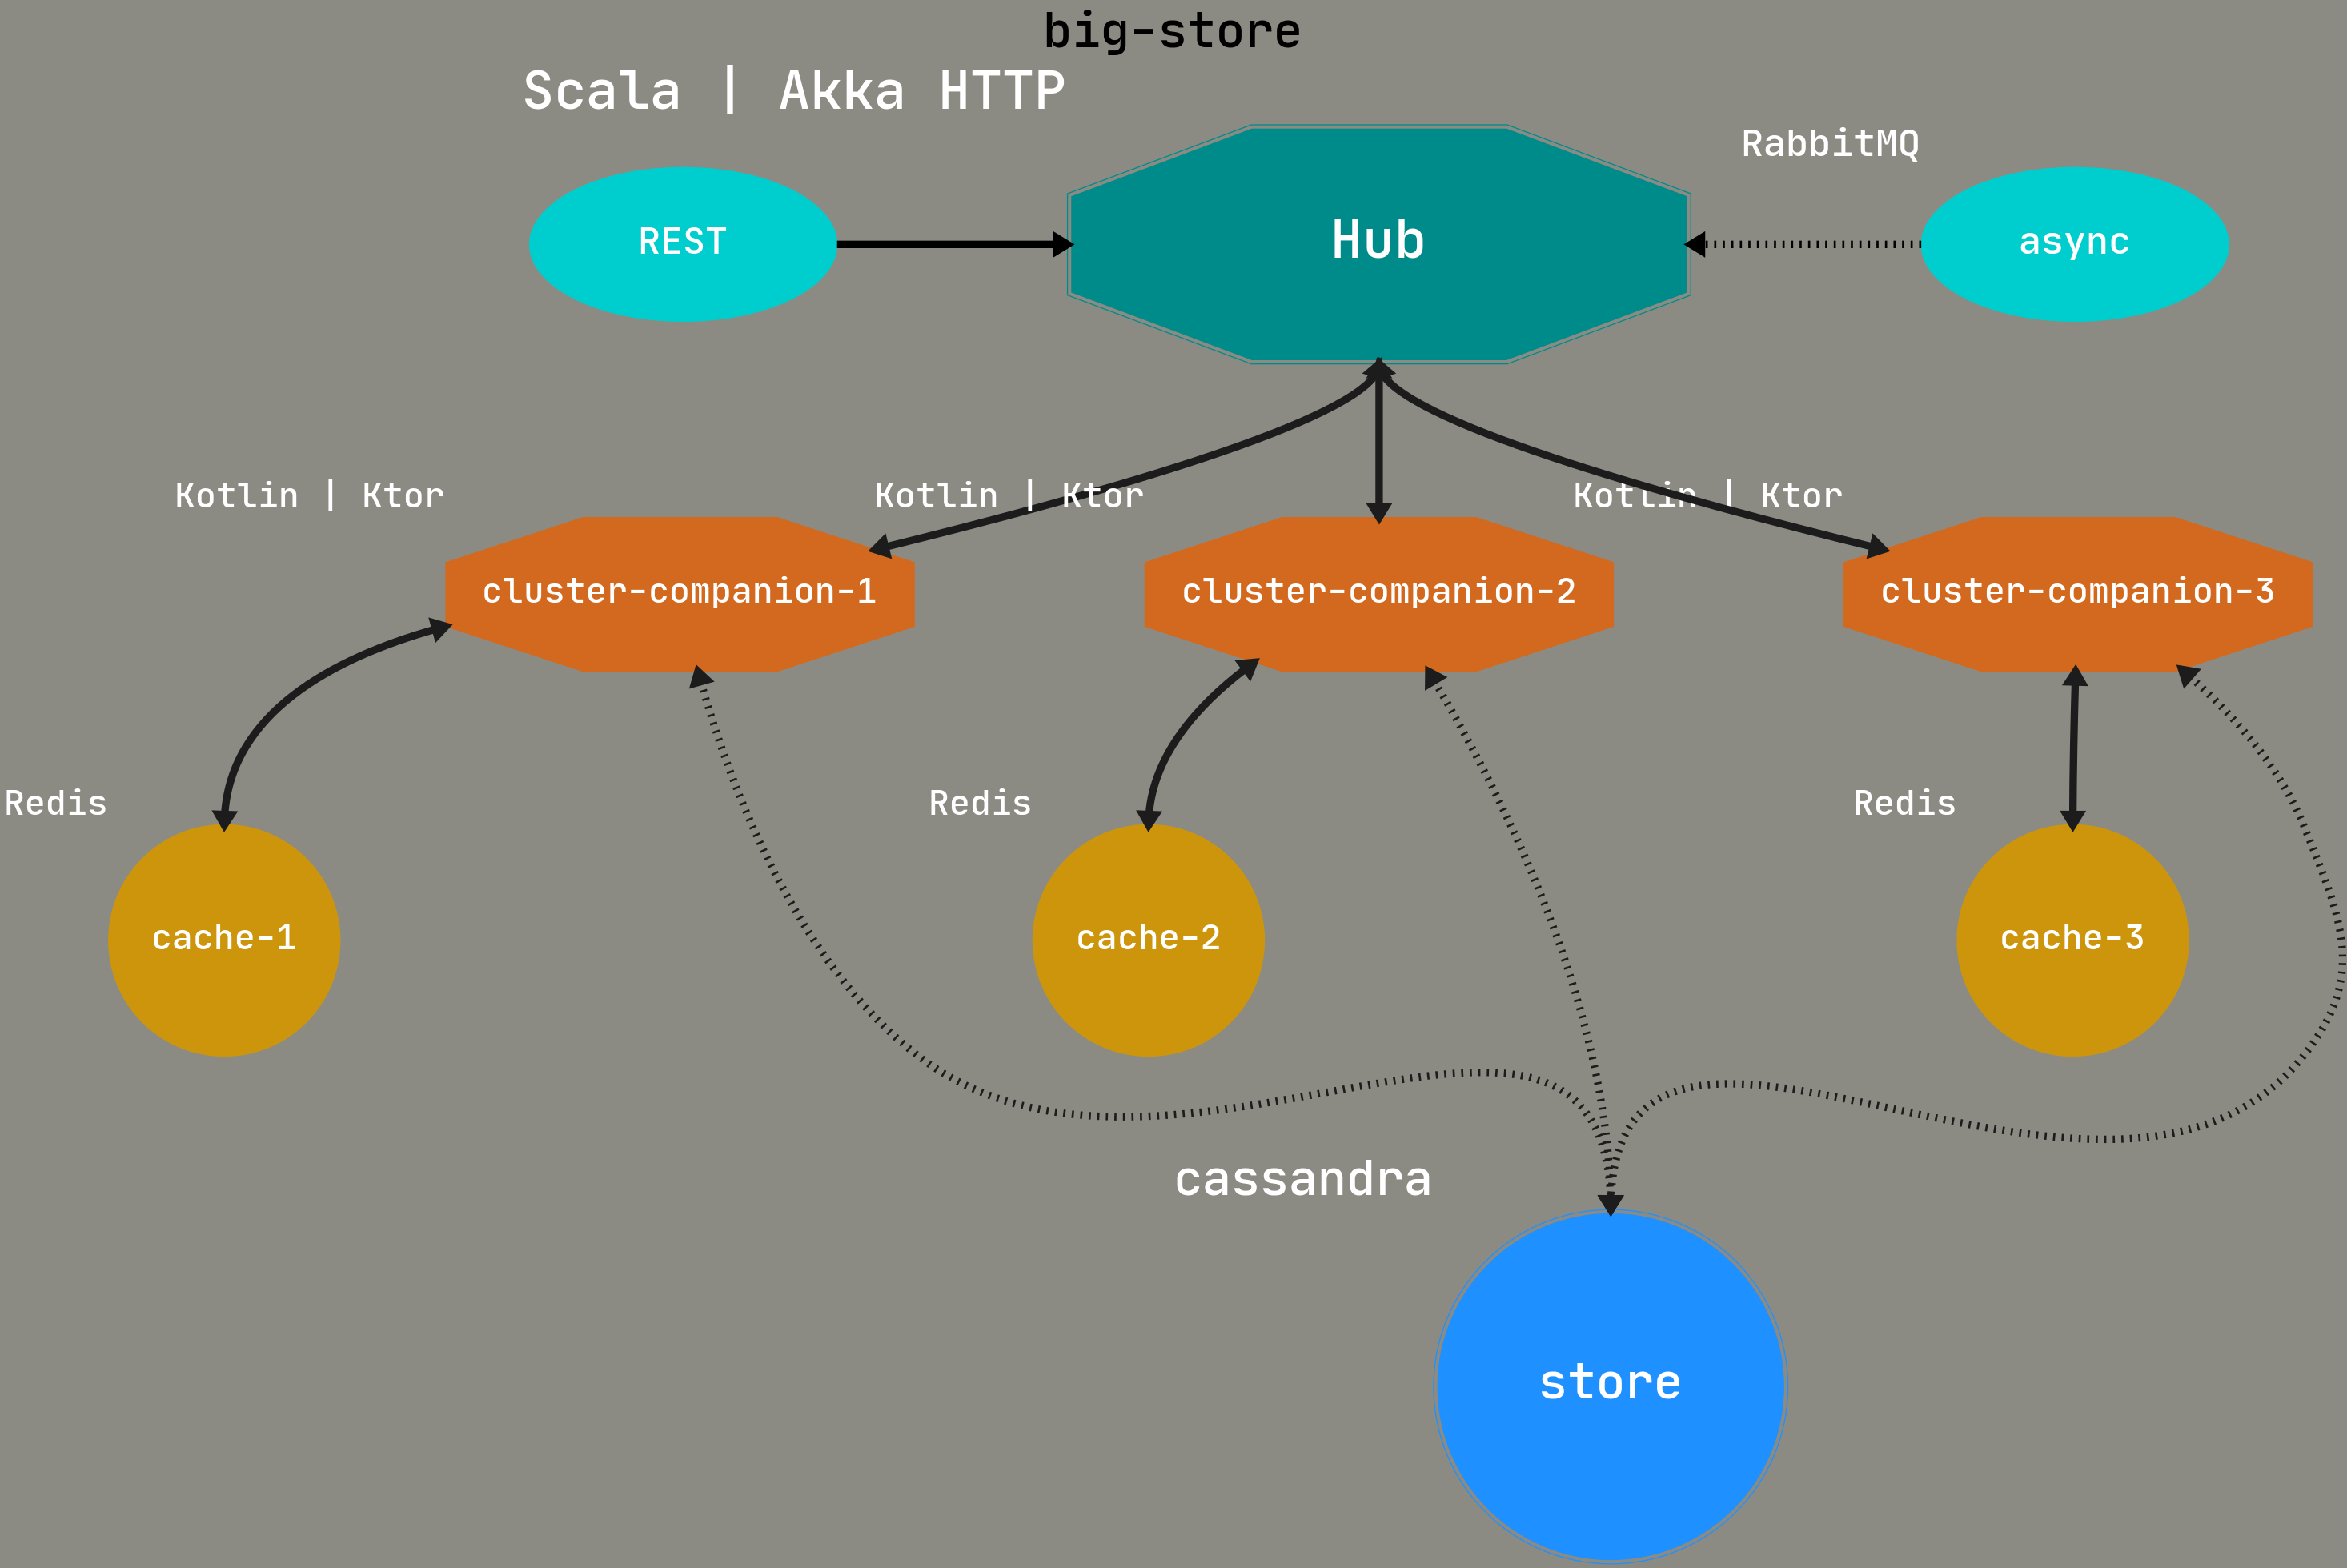 big-store
Scala | Akka HTTP
RabbitMQ
REST
Hub
async
Kotlin | Ktor
Kotlin | Ktor
Kotlin | Ktor
cluster-companion-1
cluster-companion-2
cluster-companion-3
Redis
Redis
Redis
cache-1
cache-2
cache-3
cassandra
store